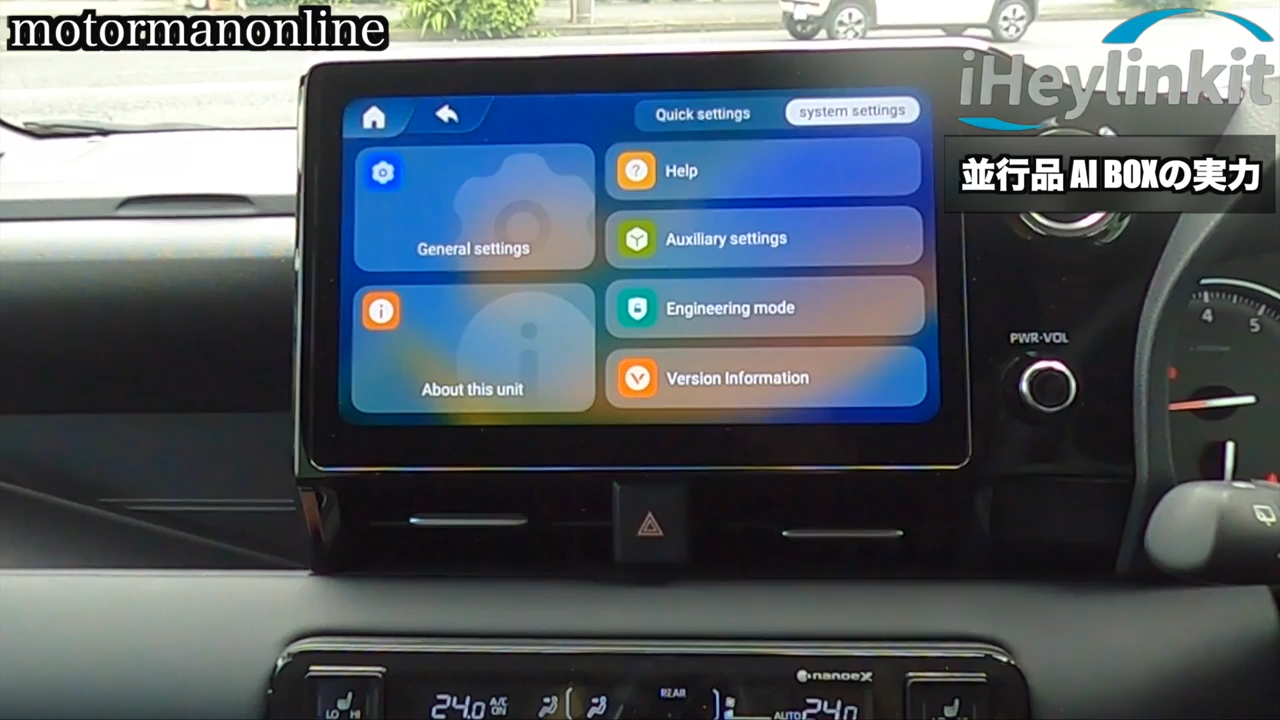 motormanonline
iHeylinkit
並行品 AI BOXの実力
Quick settings
system settings
General settings
Help
Auxiliary settings
About this unit
Engineering mode
Version Information
PWR·VOL
4
5
nanoeX
LO HI
24.0
A/C
ON
REAR
AUTO
24.0